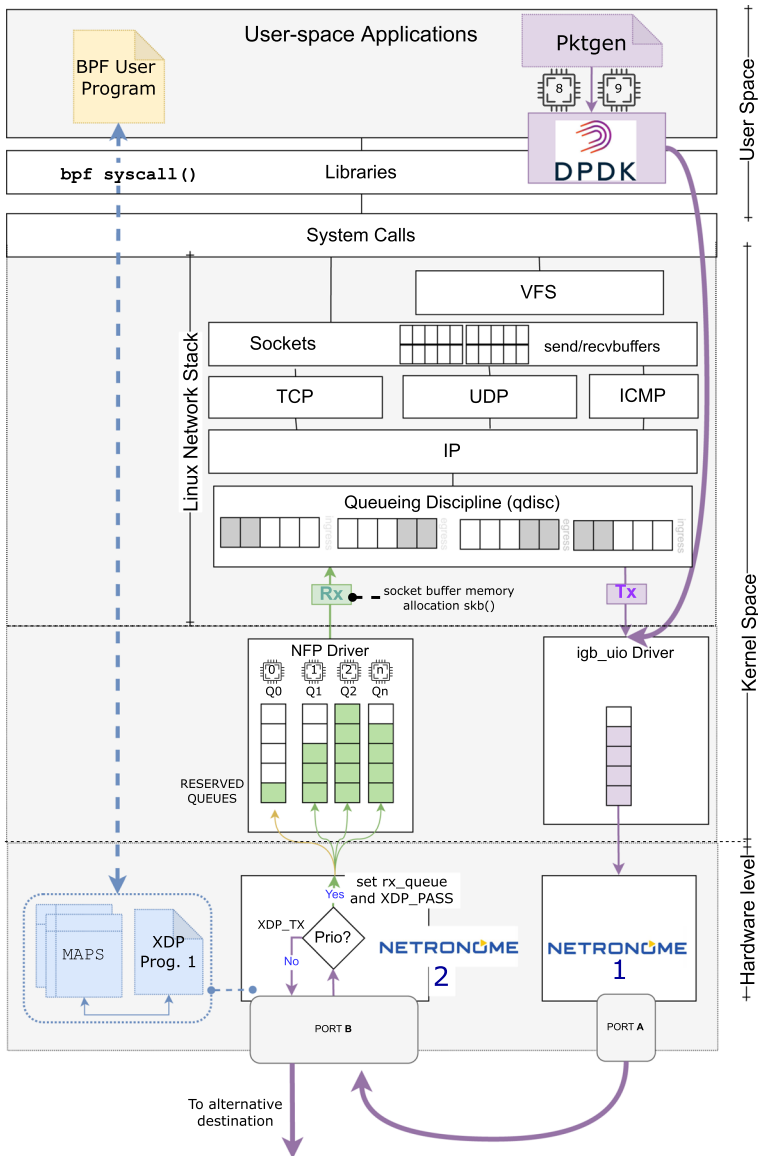 User-space Applications
BPF User
Program
Pktgen
8
9
DPDK
User Space
bpf syscall()
Libraries
System Calls
VFS
Linux Network Stack
Sockets
send/recvbuffers
TCP
UDP
ICMP
IP
Queueing Discipline (qdisc)
ingress
egress
egress
ingress
Rx
socket buffer memory
allocation skb()
Tx
Kernel Space
NFP Driver
igb_uio Driver
0
1
2
n
Q0
Q1
Q2
Qn
RESERVED
QUEUES
set rx_queue
and XDP_PASS
Yes
XDP_TX
Prio?
No
NETRONOME
2
NETRONOME
1
Hardware level
MAPS
XDP
Prog. 1
PORT B
PORT A
To alternative
destination